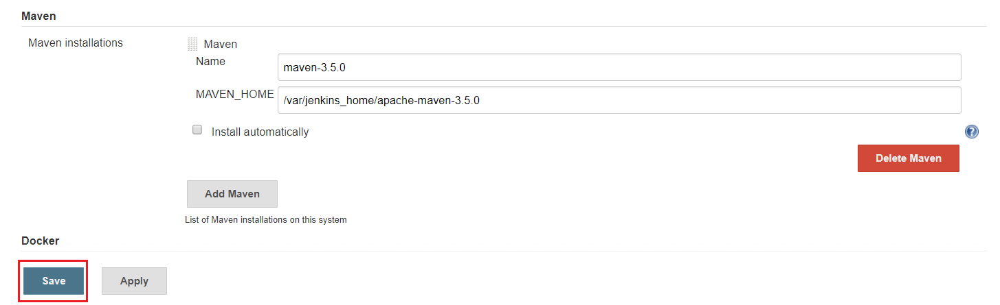 Maven
Maven installations
Maven
Name
maven-3.5.0
MAVEN_HOME
/var/jenkins_home/apache-maven-3.5.0
Install automatically
?
Delete Maven
Add Maven
List of Maven installations on this system
Docker
Save
Apply